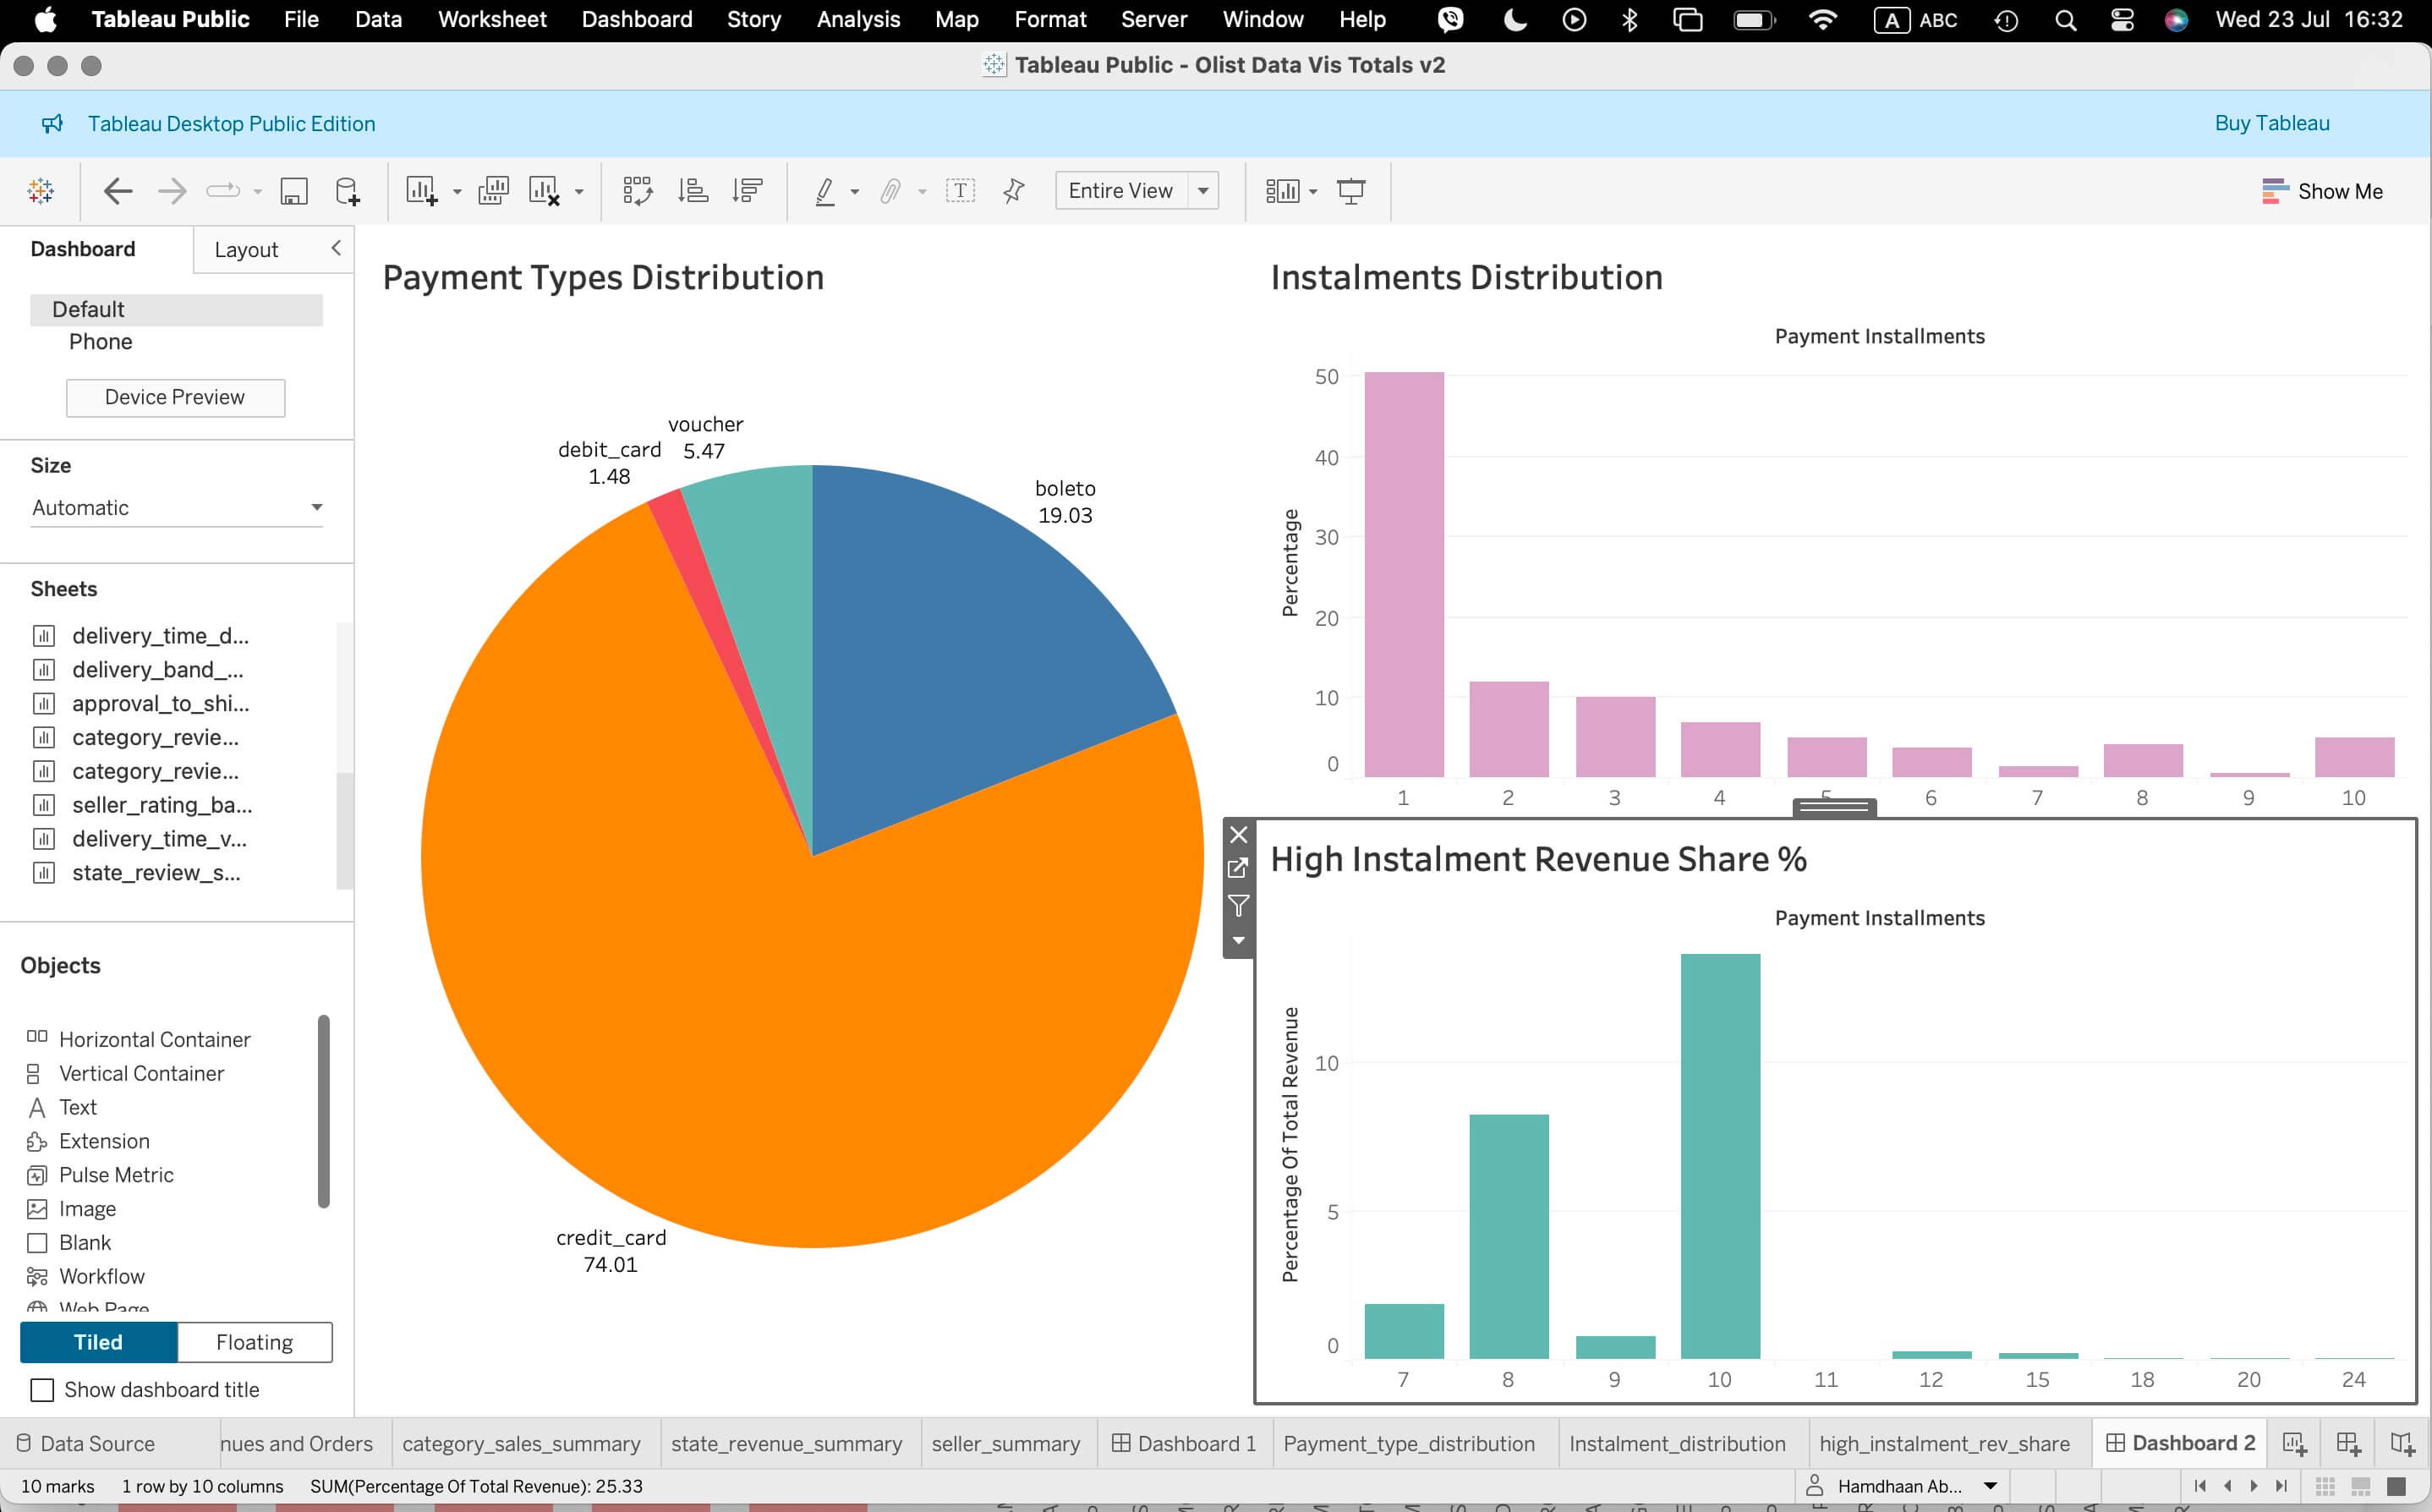 Tableau Public File Data Worksheet Dashboard Story Analysis Map Format Server Window Help A ABC Wed 23 Jul 16:32
Tableau Public - Olist Data Vis Totals v2
Tableau Desktop Public Edition
Buy Tableau
Entire View
Show Me
Dashboard
Layout
Default
Phone
Device Preview
Size
Automatic
Sheets
delivery_time_d...
delivery_band_...
approval_to_shi...
category_revie...
category_revie...
seller_rating_ba...
delivery_time_v...
state_review_s...
Objects
Horizontal Container
Vertical Container
Text
Extension
Pulse Metric
Image
Blank
Workflow
Web Page
Tiled
Floating
Show dashboard title
Payment Types Distribution
voucher
5.47
debit_card
1.48
boleto
19.03
credit_card
74.01
Instalments Distribution
Payment Installments
Percentage
50
40
30
20
10
0
1 2 3 4 5 6 7 8 9 10
High Instalment Revenue Share %
Payment Installments
Percentage Of Total Revenue
10
5
0
7 8 9 10 11 12 15 18 20 24
Data Source
nues and Orders
category_sales_summary
state_revenue_summary
seller_summary
Dashboard 1
Payment_type_distribution
Instalment_distribution
high_instalment_rev_share
Dashboard 2
10 marks
1 row by 10 columns
SUM(Percentage Of Total Revenue): 25.33
Hamdhaan Ab...